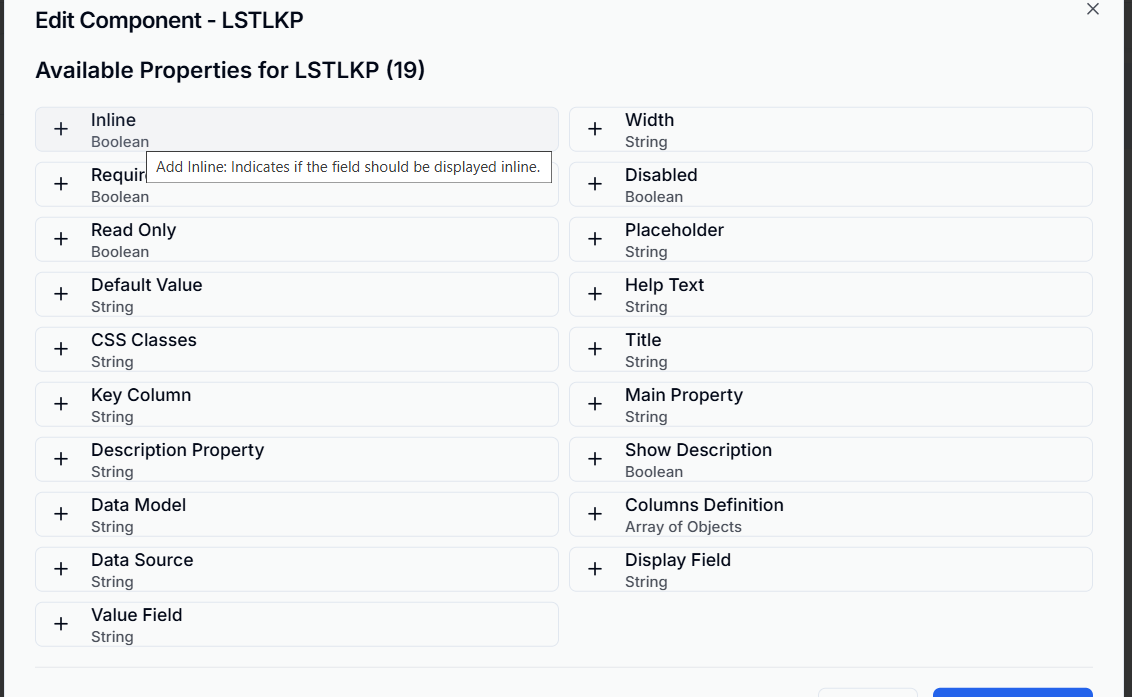 Edit Component - LSTLKP
Available Properties for LSTLKP (19)
Inline
Boolean
Width
String
Add Inline: Indicates if the field should be displayed inline.
Boolean
Disabled
Boolean
Read Only
Boolean
Placeholder
String
Default Value
String
Help Text
String
CSS Classes
String
Title
String
Key Column
String
Main Property
String
Description Property
String
Show Description
Boolean
Data Model
String
Columns Definition
Array of Objects
Data Source
String
Display Field
String
Value Field
String